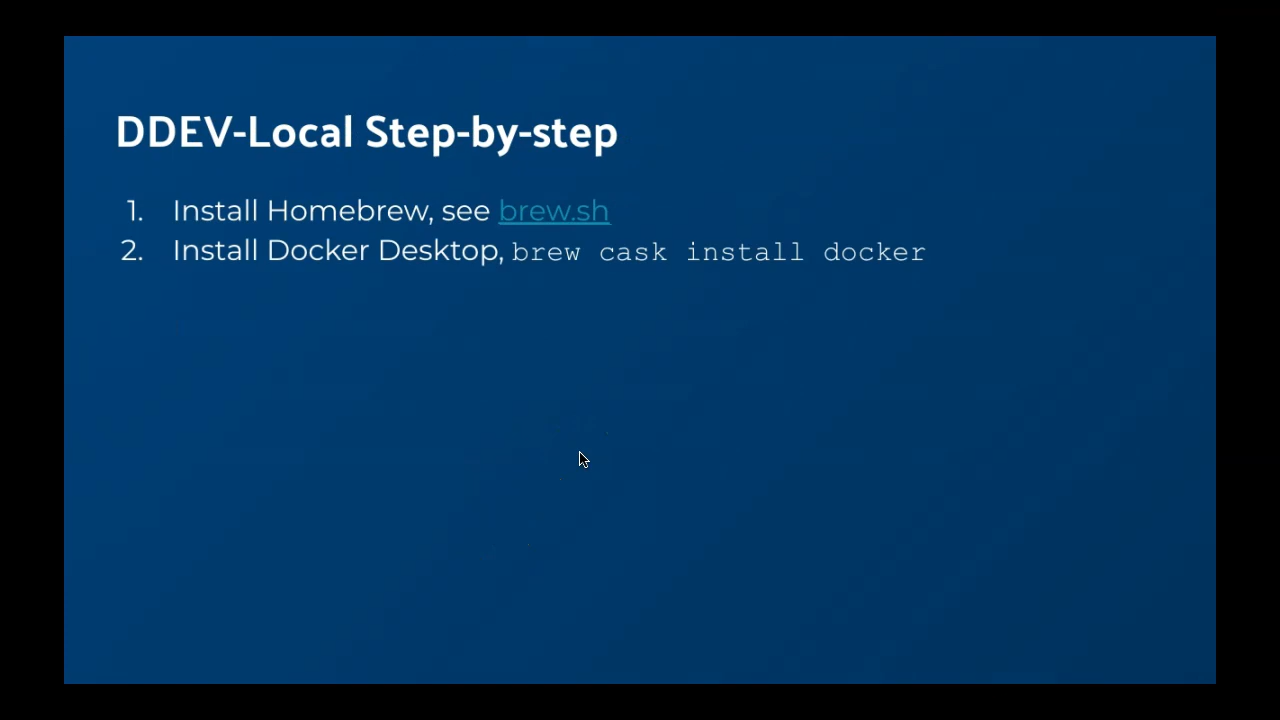 DDEV-Local Step-by-step
1. Install Homebrew, see brew.sh
2. Install Docker Desktop, brew cask install docker